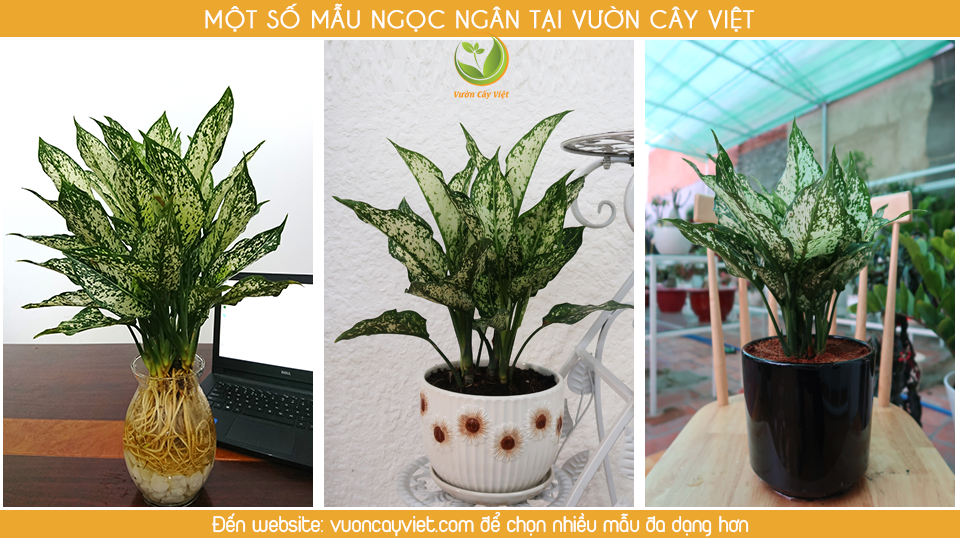 MỘT SỐ MẪU NGỌC NGÂN TẠI VƯỜN CÂY VIỆT
Vườn Cây Việt
DELL
Đến website: vuoncayviet.com để chọn nhiều mẫu đa dạng hơn